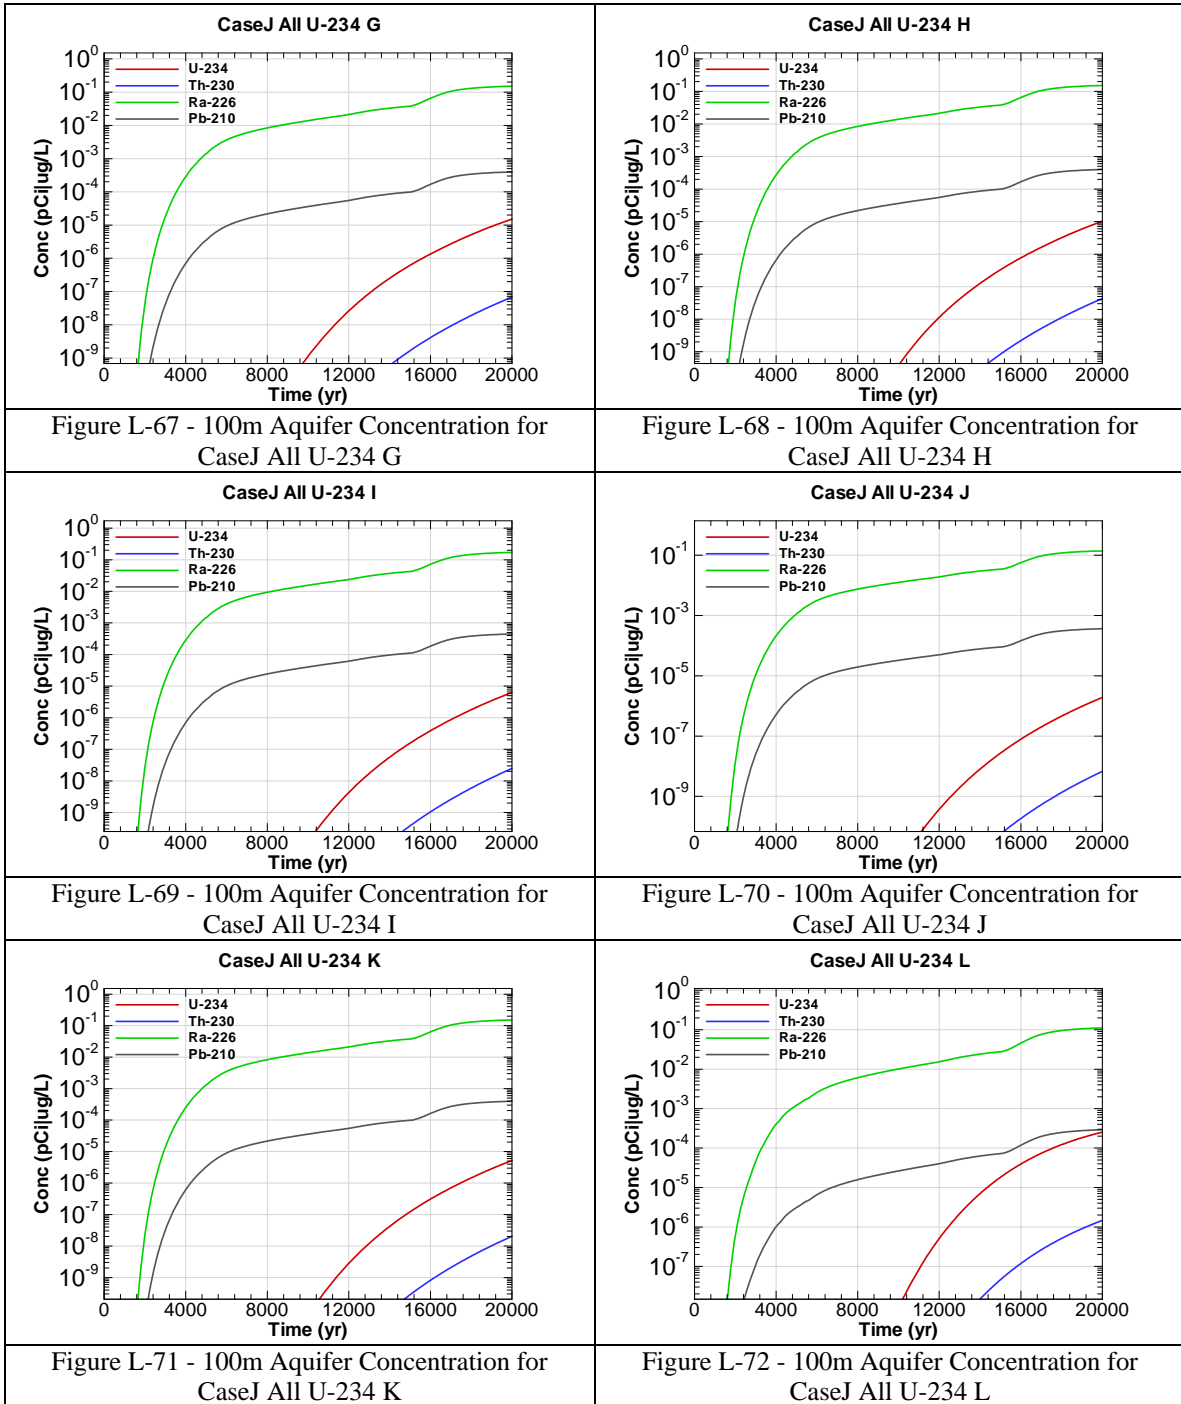 CaseJ All U-234 G
Conc (pCi|ug/L)
10^0
10^-1
10^-2
10^-3
10^-4
10^-5
10^-6
10^-7
10^-8
10^-9
U-234
Th-230
Ra-226
Pb-210
0 4000 8000 12000 16000 20000
Time (yr)
Figure L-67 - 100m Aquifer Concentration for
CaseJ All U-234 G
CaseJ All U-234 H
Conc (pCi|ug/L)
10^0
10^-1
10^-2
10^-3
10^-4
10^-5
10^-6
10^-7
10^-8
10^-9
U-234
Th-230
Ra-226
Pb-210
0 4000 8000 12000 16000 20000
Time (yr)
Figure L-68 - 100m Aquifer Concentration for
CaseJ All U-234 H
CaseJ All U-234 I
Conc (pCi|ug/L)
10^0
10^-1
10^-2
10^-3
10^-4
10^-5
10^-6
10^-7
10^-8
10^-9
U-234
Th-230
Ra-226
Pb-210
0 4000 8000 12000 16000 20000
Time (yr)
Figure L-69 - 100m Aquifer Concentration for
CaseJ All U-234 I
CaseJ All U-234 J
Conc (pCi|ug/L)
10^-1
10^-3
10^-5
10^-7
10^-9
U-234
Th-230
Ra-226
Pb-210
0 4000 8000 12000 16000 20000
Time (yr)
Figure L-70 - 100m Aquifer Concentration for
CaseJ All U-234 J
CaseJ All U-234 K
Conc (pCi|ug/L)
10^0
10^-1
10^-2
10^-3
10^-4
10^-5
10^-6
10^-7
10^-8
10^-9
U-234
Th-230
Ra-226
Pb-210
0 4000 8000 12000 16000 20000
Time (yr)
Figure L-71 - 100m Aquifer Concentration for
CaseJ All U-234 K
CaseJ All U-234 L
Conc (pCi|ug/L)
10^0
10^-1
10^-2
10^-3
10^-4
10^-5
10^-6
10^-7
U-234
Th-230
Ra-226
Pb-210
0 4000 8000 12000 16000 20000
Time (yr)
Figure L-72 - 100m Aquifer Concentration for
CaseJ All U-234 L